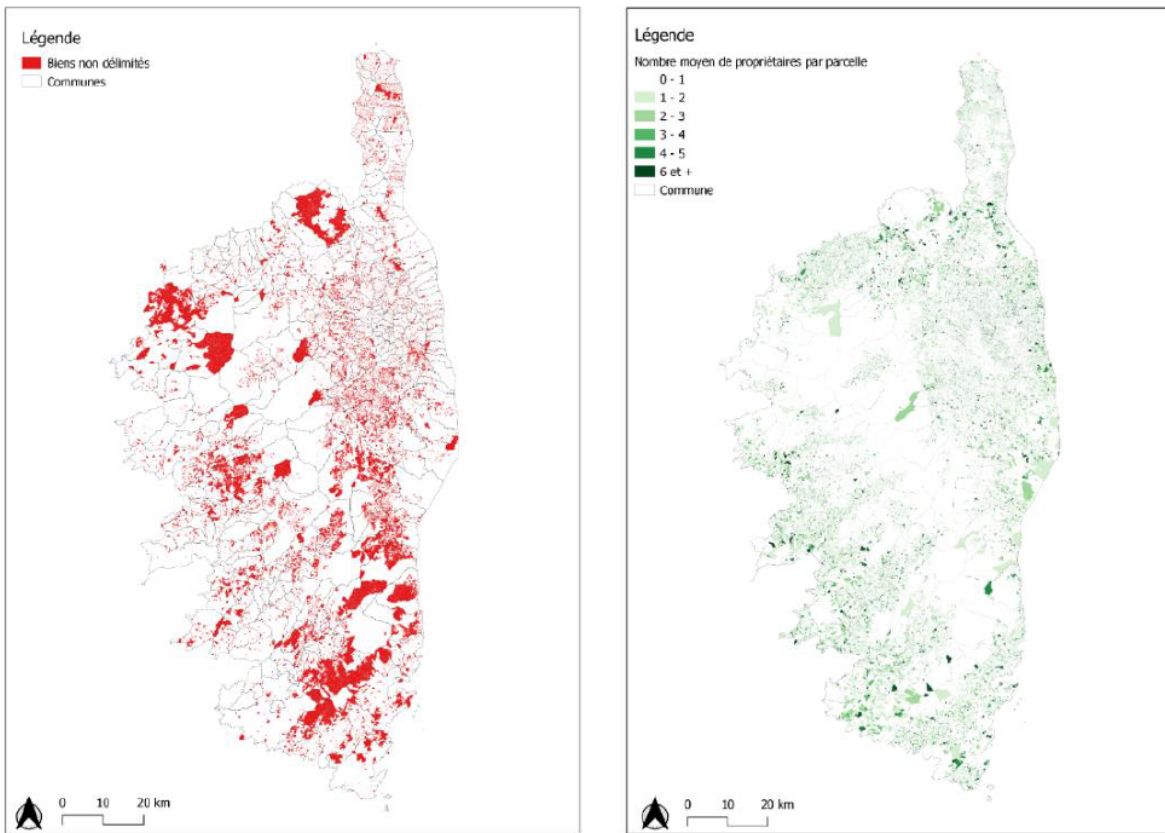 Légende
Biens non délimités
Communes
0 10 20 km
Légende
Nombre moyen de propriétaires par parcelle
0 - 1
1 - 2
2 - 3
3 - 4
4 - 5
6 et +
Commune
0 10 20 km